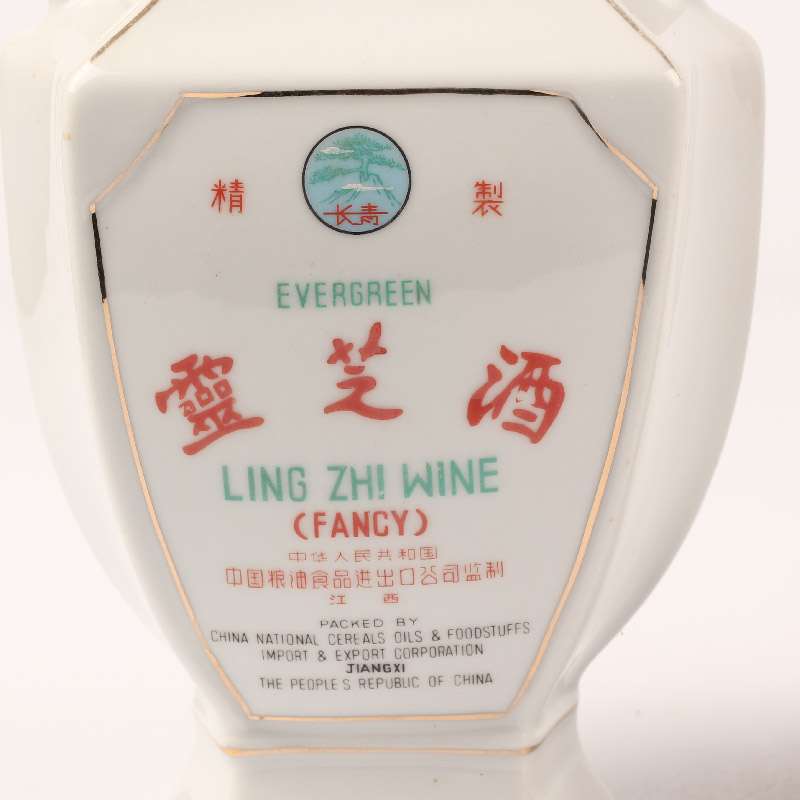 精 製
长青
EVERGREEN
靈芝酒
LING ZHI WINE
(FANCY)
中华人民共和国
中国粮油食品进出口公司监制
江 西
PACKED BY
CHINA NATIONAL CEREALS OILS & FOODSTUFFS
IMPORT & EXPORT CORPORATION
JIANGXI
THE PEOPLE S REPUBLIC OF CHINA